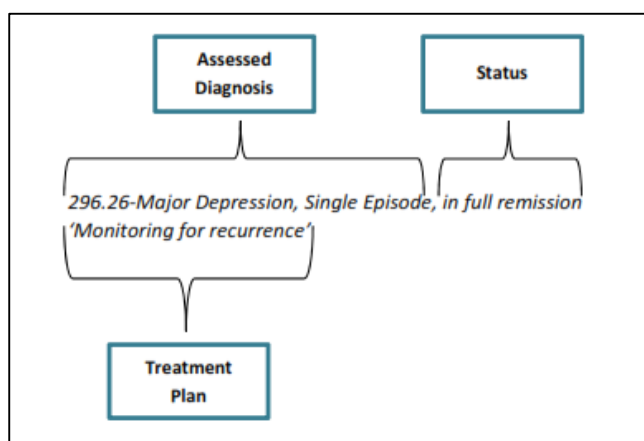 Assessed
Diagnosis
Status
296.26-Major Depression, Single Episode, in full remission
‘Monitoring for recurrence’
Treatment
Plan